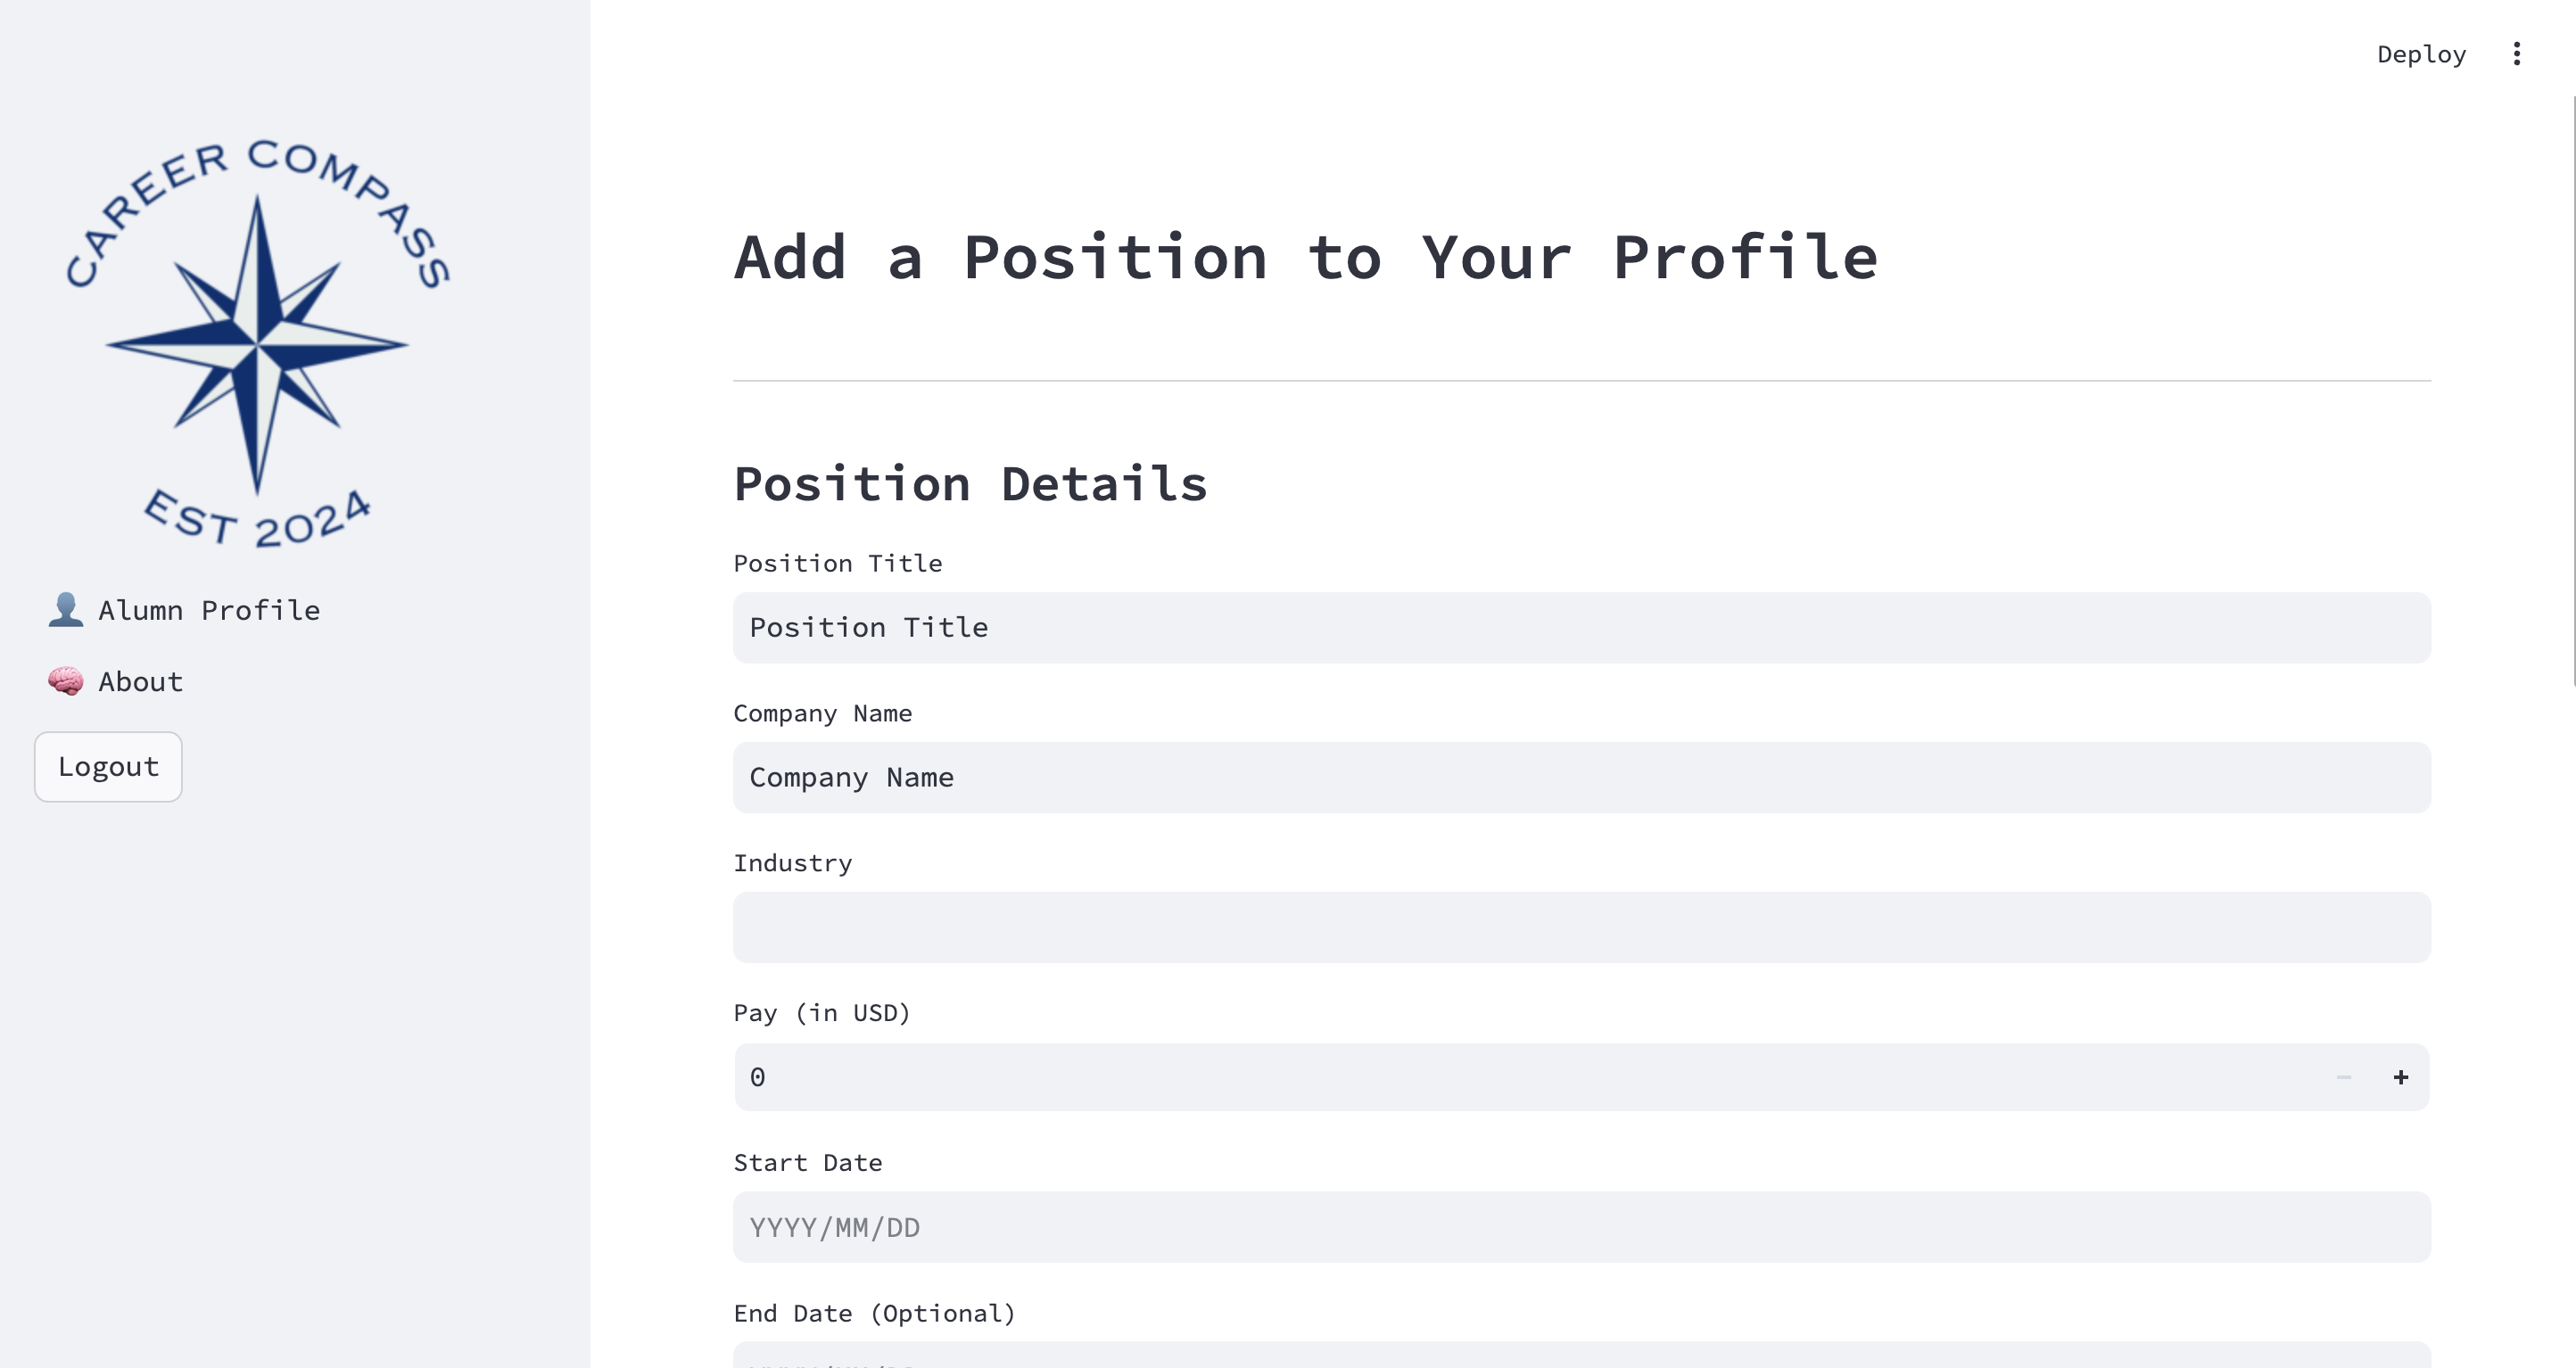 Deploy
CAREER COMPASS
EST 2024
Alumn Profile
About
Logout
Add a Position to Your Profile
Position Details
Position Title
Position Title
Company Name
Company Name
Industry
Pay (in USD)
0
Start Date
YYYY/MM/DD
End Date (Optional)